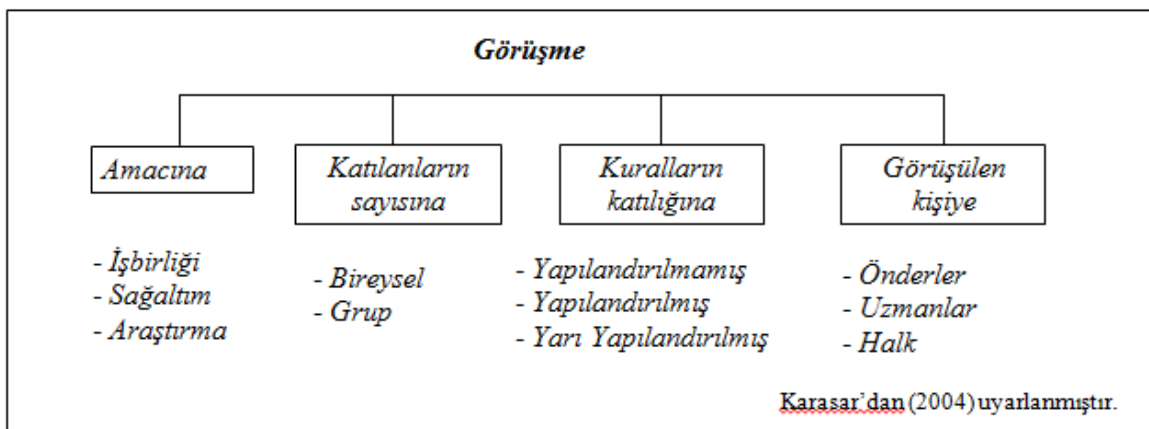 Görüşme
Amacına
Katılanların
sayısına
Kuralların
katılığına
Görüşülen
kişiye
- İşbirliği
- Sağaltım
- Araştırma
- Bireysel
- Grup
- Yapılandırılmamış
- Yapılandırılmış
- Yarı Yapılandırılmış
- Önderler
- Uzmanlar
- Halk
Karasar’dan (2004) uyarlanmıştır.